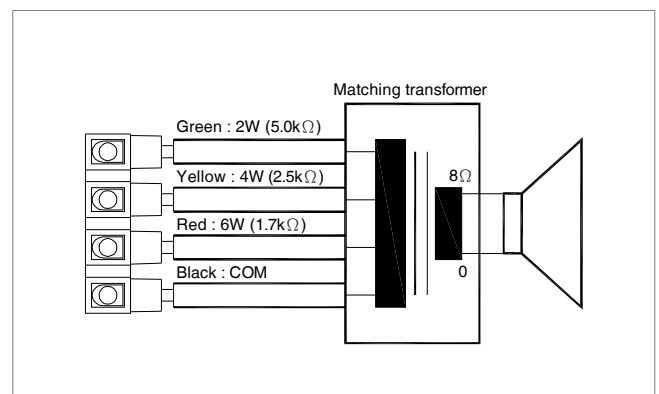 Matching transformer
Green : 2W (5.0kΩ)
Yellow : 4W (2.5kΩ)
8Ω
Red : 6W (1.7kΩ)
Black : COM
0